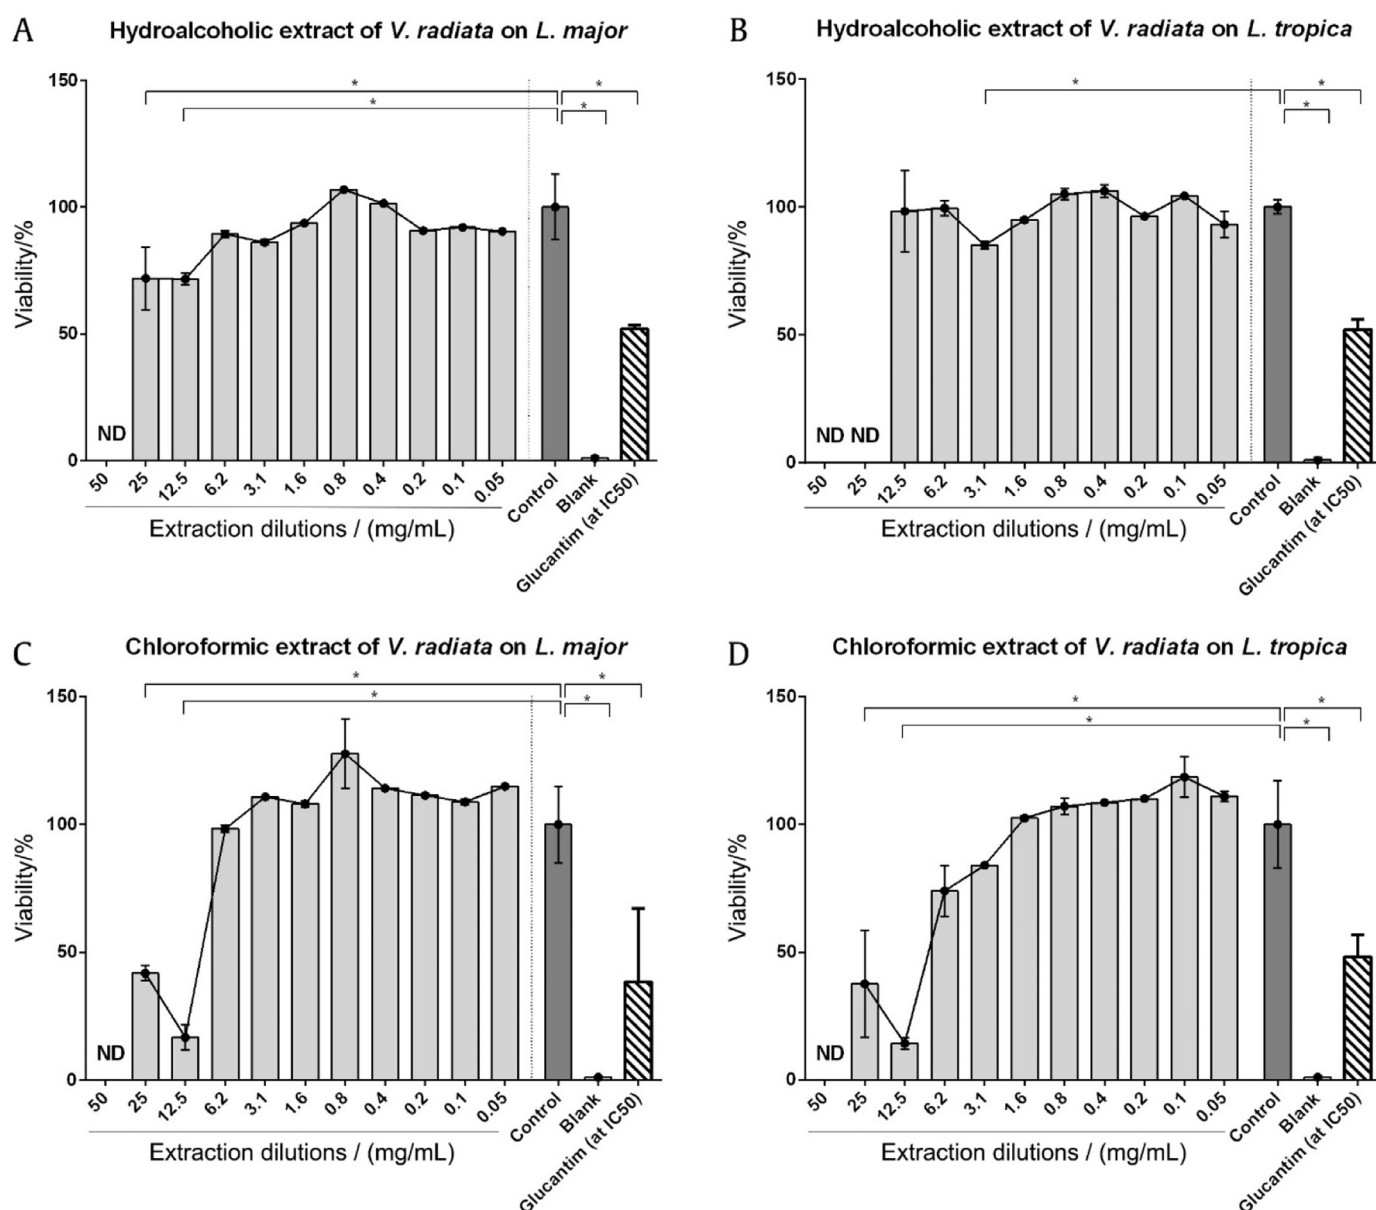 A
Hydroalcoholic extract of V. radiata on L. major
Viability/%
150
100
50
0
* * * *
ND
50 25 12.5 6.2 3.1 1.6 0.8 0.4 0.2 0.1 0.05 Control Blank Glucantim (at IC50)
Extraction dilutions / (mg/mL)
B
Hydroalcoholic extract of V. radiata on L. tropica
Viability/%
150
100
50
0
* * *
ND ND
50 25 12.5 6.2 3.1 1.6 0.8 0.4 0.2 0.1 0.05 Control Blank Glucantim (at IC50)
Extraction dilutions / (mg/mL)
C
Chloroformic extract of V. radiata on L. major
Viability/%
150
100
50
0
* * * *
ND
50 25 12.5 6.2 3.1 1.6 0.8 0.4 0.2 0.1 0.05 Control Blank Glucantim (at IC50)
Extraction dilutions / (mg/mL)
D
Chloroformic extract of V. radiata on L. tropica
Viability/%
150
100
50
0
* * * *
ND
50 25 12.5 6.2 3.1 1.6 0.8 0.4 0.2 0.1 0.05 Control Blank Glucantim (at IC50)
Extraction dilutions / (mg/mL)